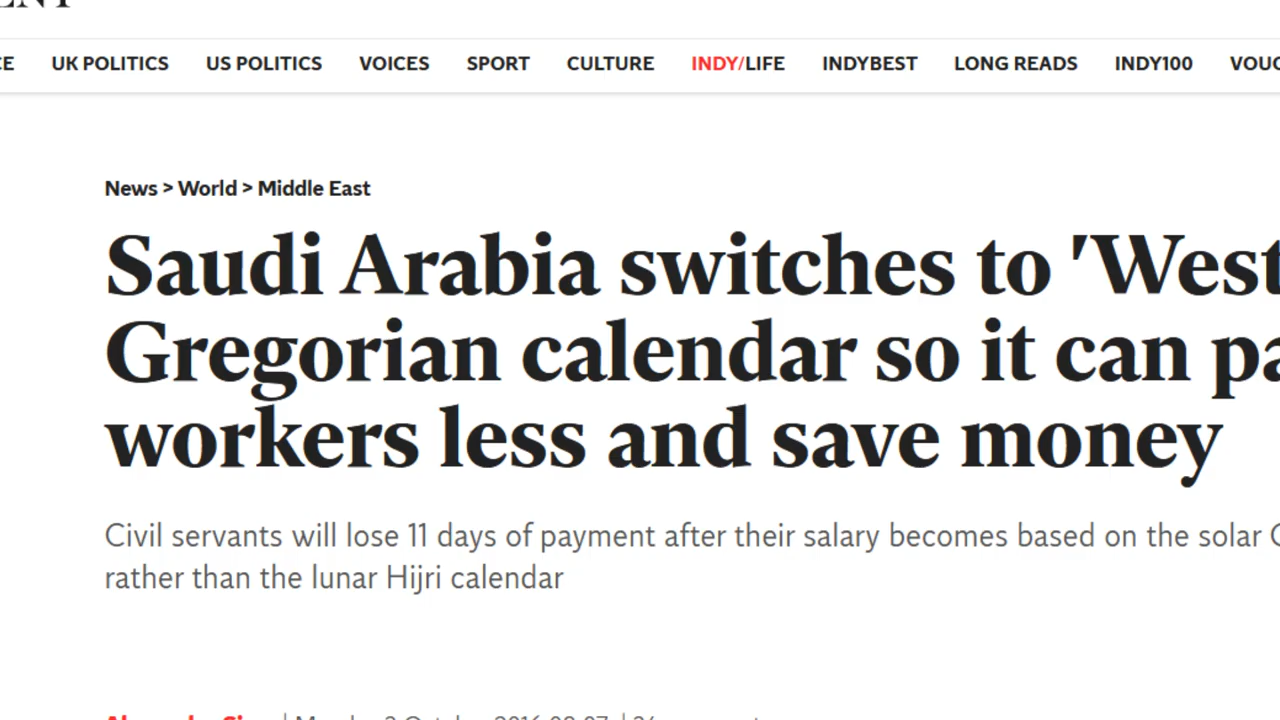 UK POLITICS US POLITICS VOICES SPORT CULTURE INDY/LIFE INDYBEST LONG READS INDY100
News > World > Middle East
Saudi Arabia switches to 'West
Gregorian calendar so it can pa
workers less and save money
Civil servants will lose 11 days of payment after their salary becomes based on the solar
rather than the lunar Hijri calendar